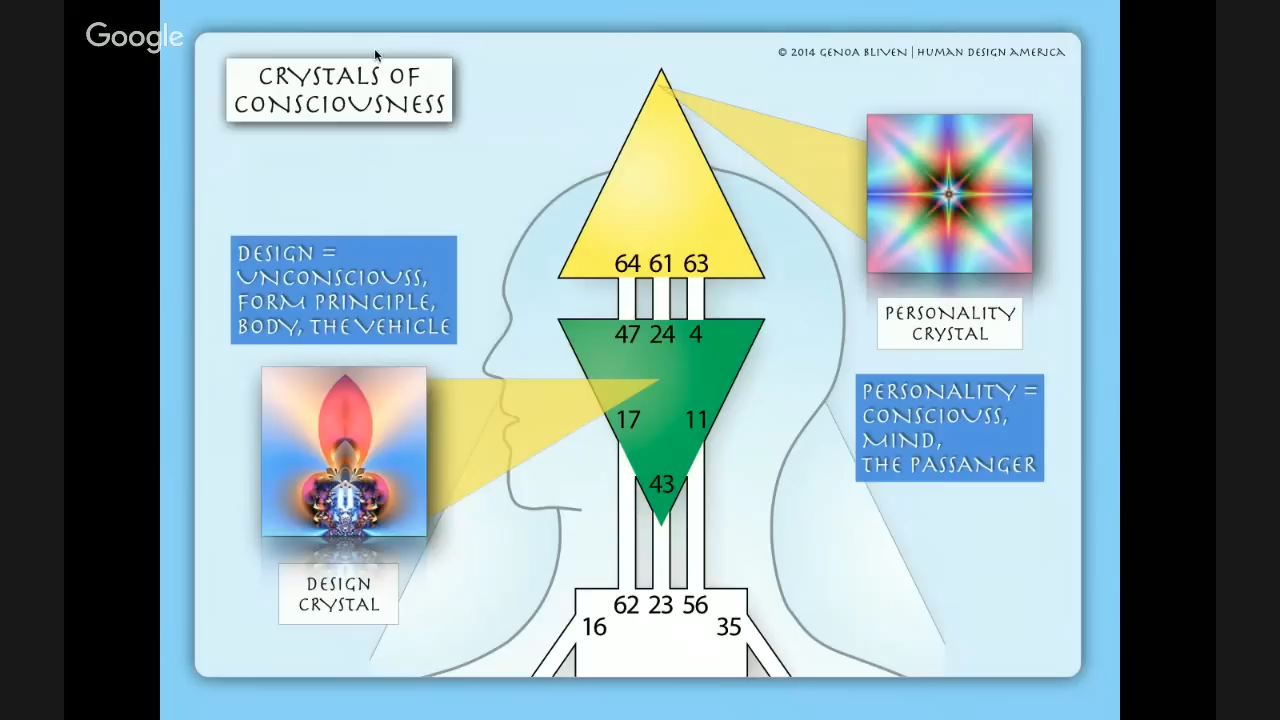 Google
© 2014 GENOA BLIVEN | HUMAN DESIGN AMERICA
CRYSTALS OF
CONSCIOUSNESS
DESIGN =
UNCONSCIOUSS,
FORM PRINCIPLE,
BODY, THE VEHICLE
64 61 63
47 24 4
17 11
43
62 23 56
16 35
PERSONALITY
CRYSTAL
PERSONALITY =
CONSCIOUSS,
MIND,
THE PASSANGER
DESIGN
CRYSTAL